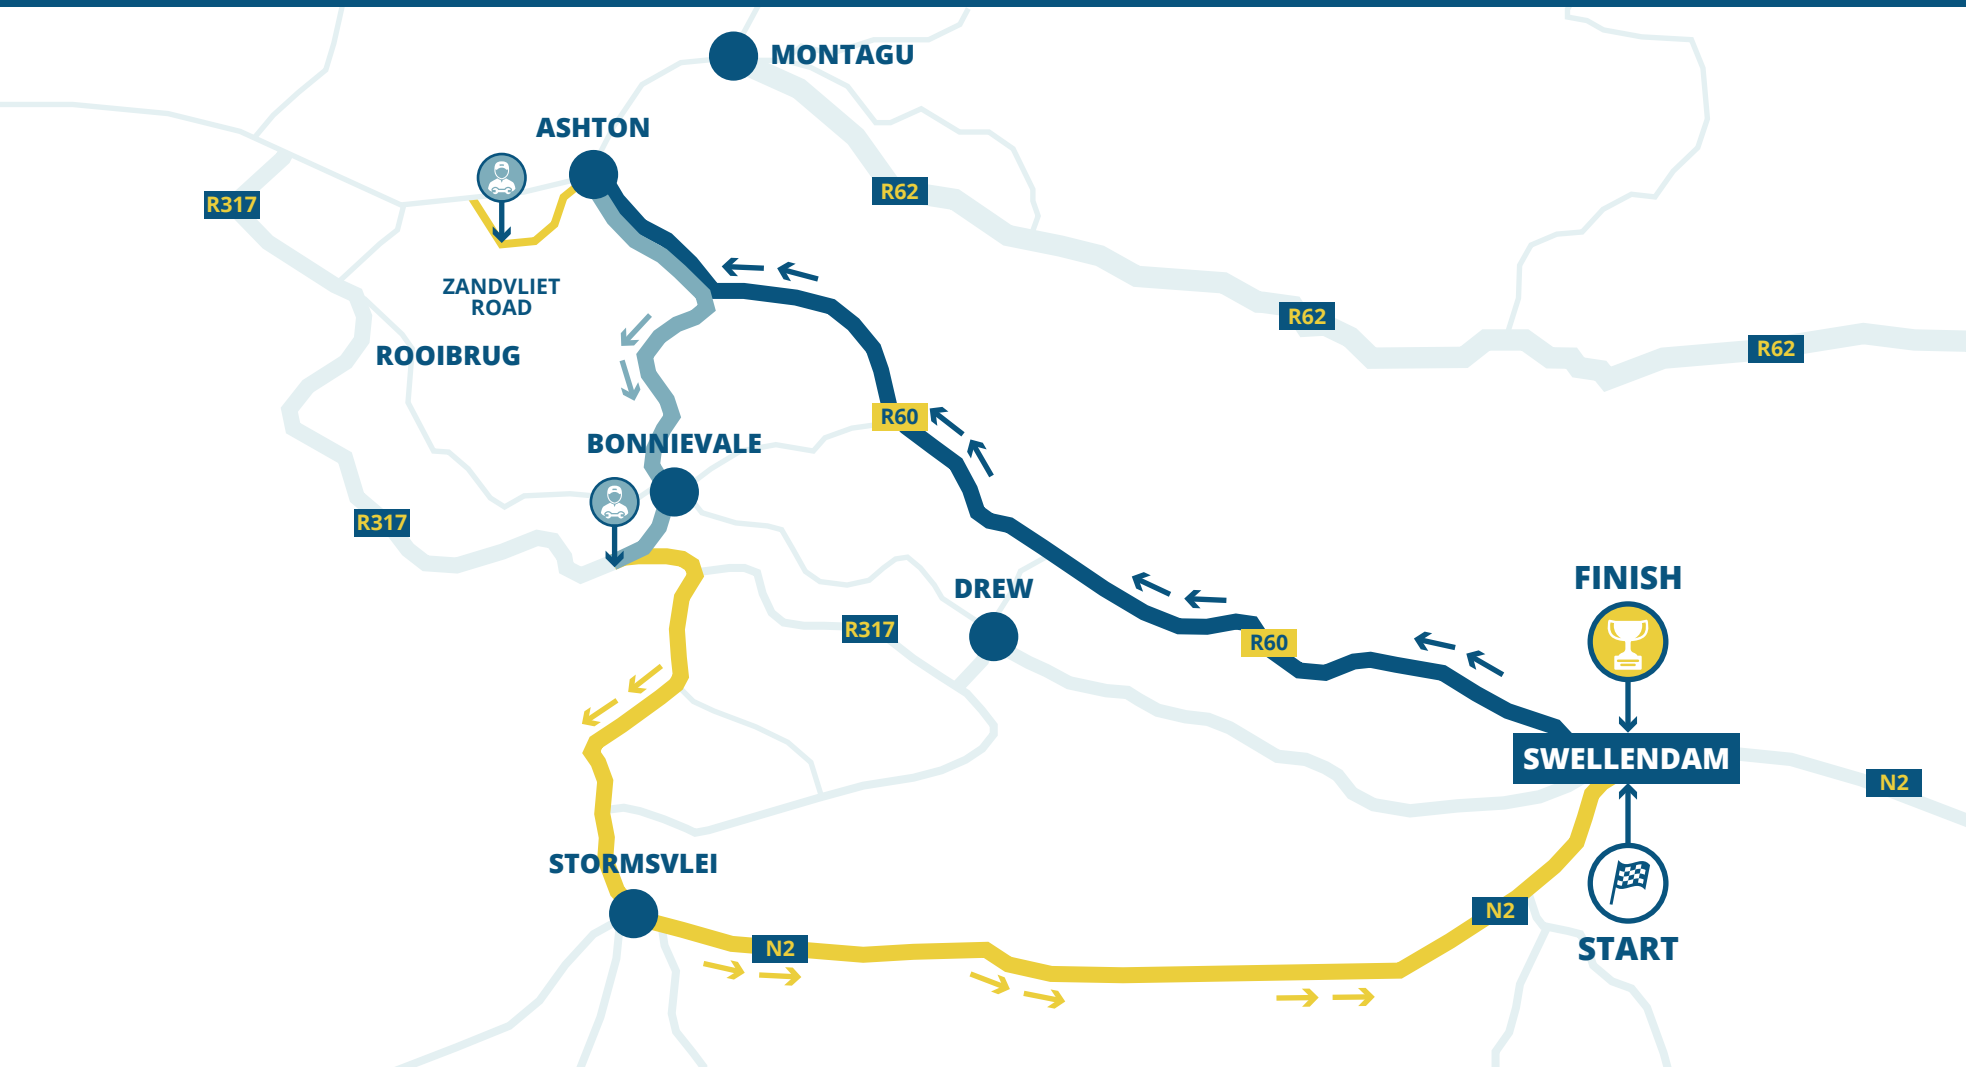 MONTAGU
ASHTON
R317
R62
ZANDVLIET
ROAD
R62
R62
ROOIBRUG
R60
BONNIEVALE
R317
FINISH
DREW
R317
R60
SWELLENDAM
N2
STORMSVLEI
N2
N2
START